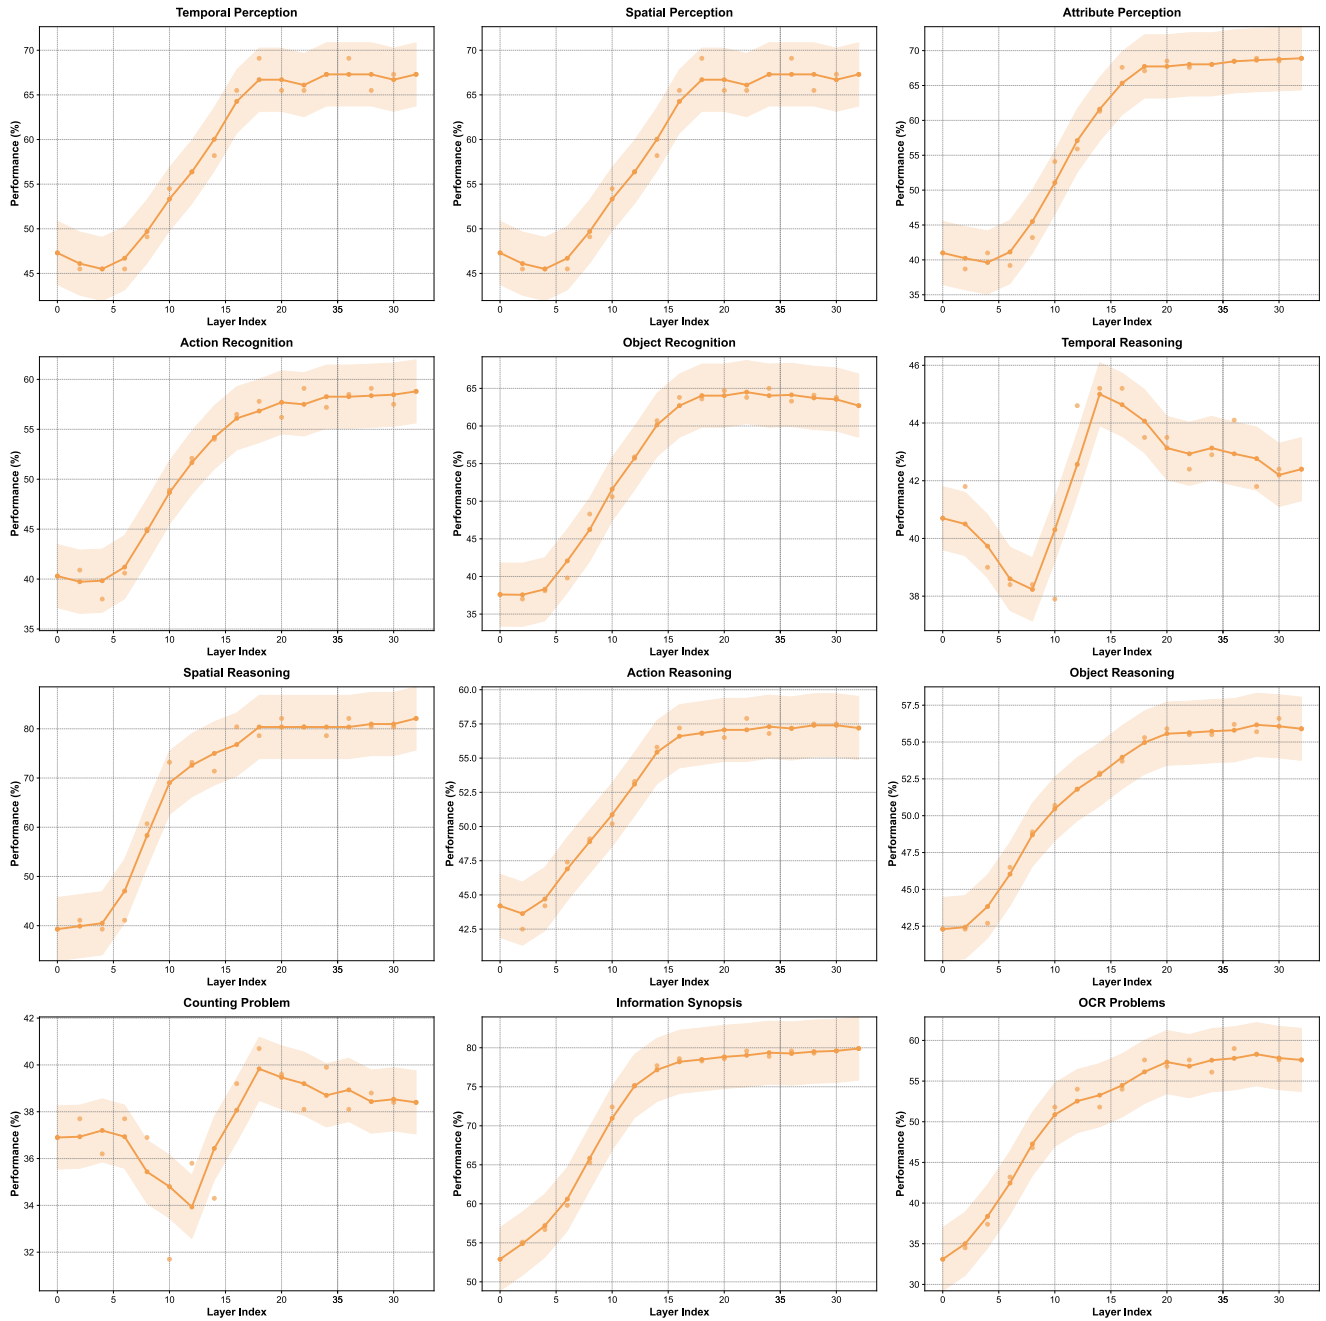 Temporal Perception
Performance (%)
70
65
60
55
50
45
0 5 10 15 20 35 30
Layer Index
Spatial Perception
Performance (%)
70
65
60
55
50
45
0 5 10 15 20 35 30
Layer Index
Attribute Perception
Performance (%)
70
65
60
55
50
45
40
35
0 5 10 15 20 35 30
Layer Index
Action Recognition
Performance (%)
60
55
50
45
40
35
0 5 10 15 20 35 30
Layer Index
Object Recognition
Performance (%)
65
60
55
50
45
40
35
0 5 10 15 20 35 30
Layer Index
Temporal Reasoning
Performance (%)
46
44
42
40
38
0 5 10 15 20 35 30
Layer Index
Spatial Reasoning
Performance (%)
80
70
60
50
40
0 5 10 15 20 35 30
Layer Index
Action Reasoning
Performance (%)
60.0
57.5
55.0
52.5
50.0
47.5
45.0
42.5
0 5 10 15 20 35 30
Layer Index
Object Reasoning
Performance (%)
57.5
55.0
52.5
50.0
47.5
45.0
42.5
0 5 10 15 20 35 30
Layer Index
Counting Problem
Performance (%)
42
40
38
36
34
32
0 5 10 15 20 35 30
Layer Index
Information Synopsis
Performance (%)
80
75
70
65
60
55
50
0 5 10 15 20 35 30
Layer Index
OCR Problems
Performance (%)
60
55
50
45
40
35
30
0 5 10 15 20 35 30
Layer Index